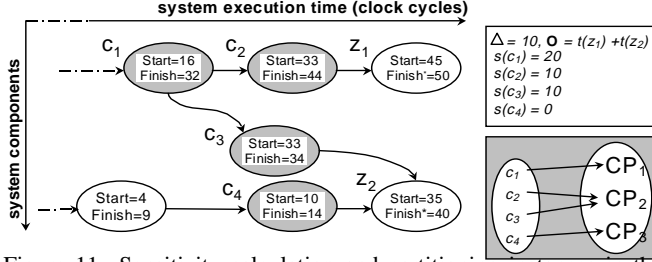 system execution time (clock cycles)
system components
c1
Start=16
Finish=32
c2
Start=33
Finish=44
z1
Start=45
Finish*=50
c3
Start=33
Finish=34
Start=4
Finish=9
c4
Start=10
Finish=14
z2
Start=35
Finish*=40
Δ = 10, O = t(z1) +t(z2)
s(c1) = 20
s(c2) = 10
s(c3) = 10
s(c4) = 0
c1
c2
c3
c4
CP1
CP2
CP3